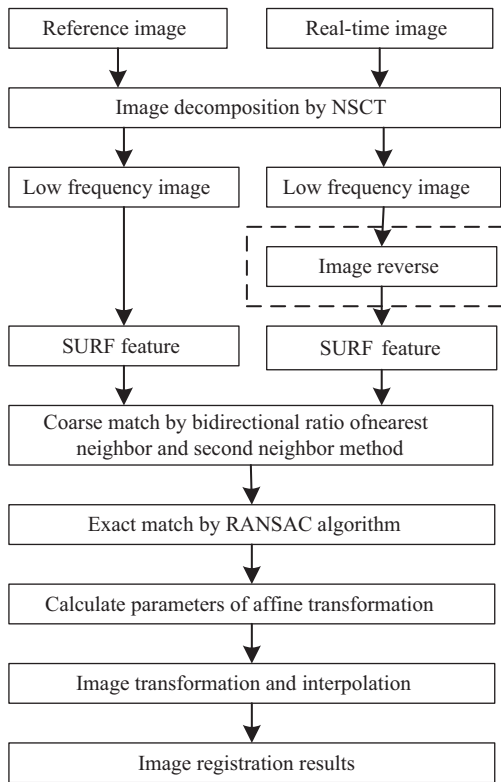 Reference image
Real-time image
Image decomposition by NSCT
Low frequency image
Low frequency image
Image reverse
SURF feature
SURF feature
Coarse match by bidirectional ratio ofnearest
neighbor and second neighbor method
Exact match by RANSAC algorithm
Calculate parameters of affine transformation
Image transformation and interpolation
Image registration results